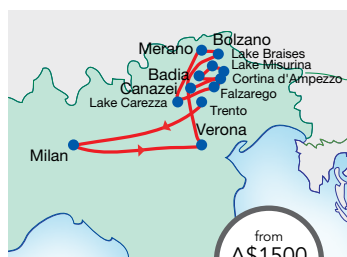 Bolzano
Merano
Lake Braises
Lake Misurina
Badia
Cortina d'Ampezzo
Canazei
Falzarego
Lake Carezza
Trento
Verona
Milan
from
A$1500